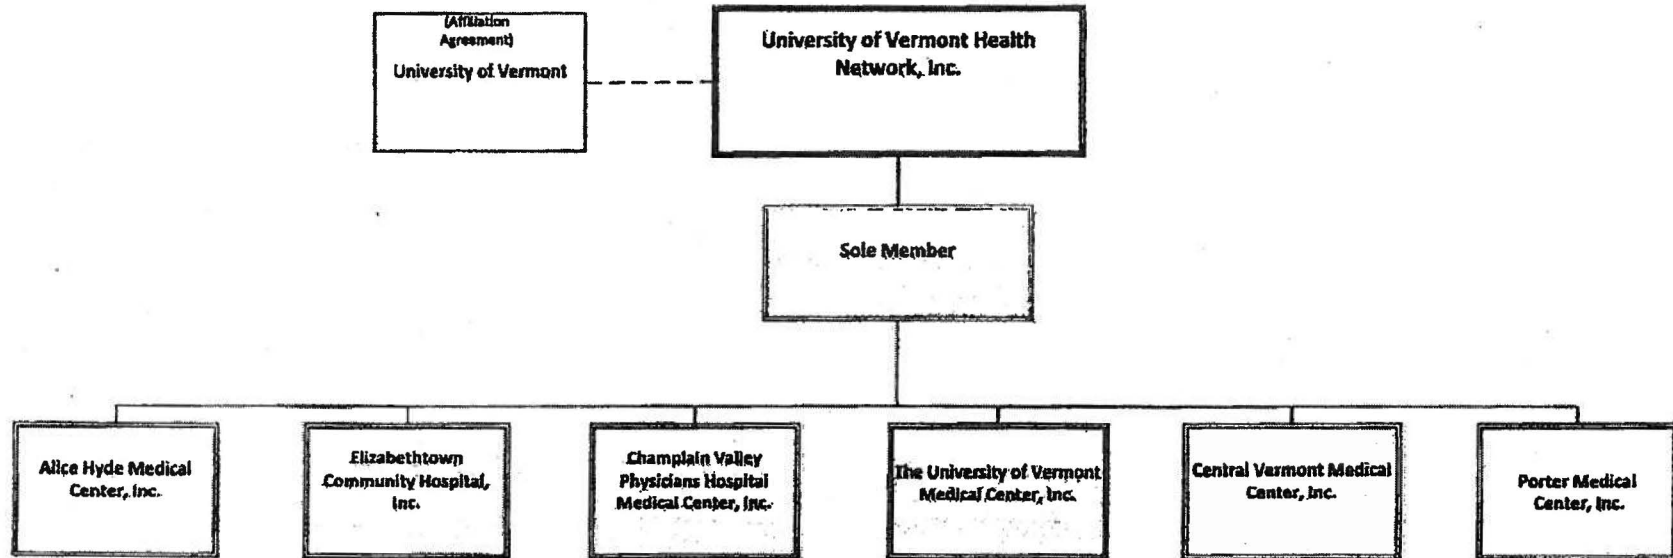 (Affiliation
Agreement)
University of Vermont
University of Vermont Health
Network, Inc.
Sole Member
Alice Hyde Medical
Center, Inc.
Elizabethtown
Community Hospital,
Inc.
Champlain Valley
Physicians Hospital
Medical Center, Inc.
The University of Vermont
Medical Center, Inc.
Central Vermont Medical
Center, Inc.
Porter Medical
Center, Inc.